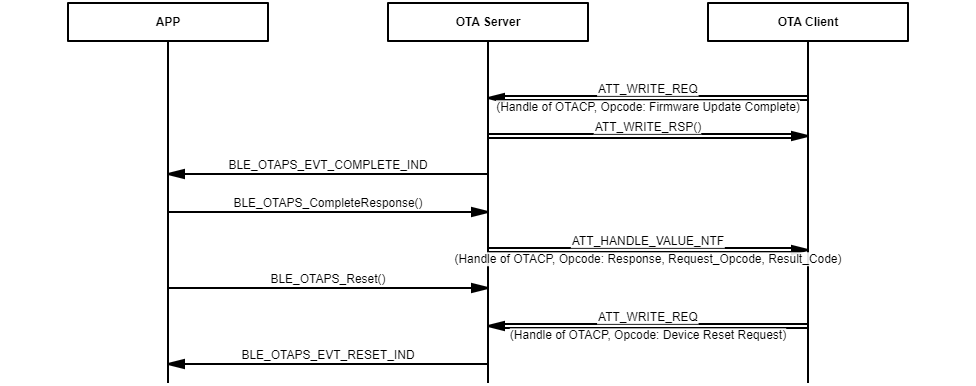 APP
OTA Server
OTA Client
ATT_WRITE_REQ
(Handle of OTACP, Opcode: Firmware Update Complete)
ATT_WRITE_RSP()
BLE_OTAPS_EVT_COMPLETE_IND
BLE_OTAPS_CompleteResponse()
ATT_HANDLE_VALUE_NTF
(Handle of OTACP, Opcode: Response, Request_Opcode, Result_Code)
BLE_OTAPS_Reset()
ATT_WRITE_REQ
(Handle of OTACP, Opcode: Device Reset Request)
BLE_OTAPS_EVT_RESET_IND